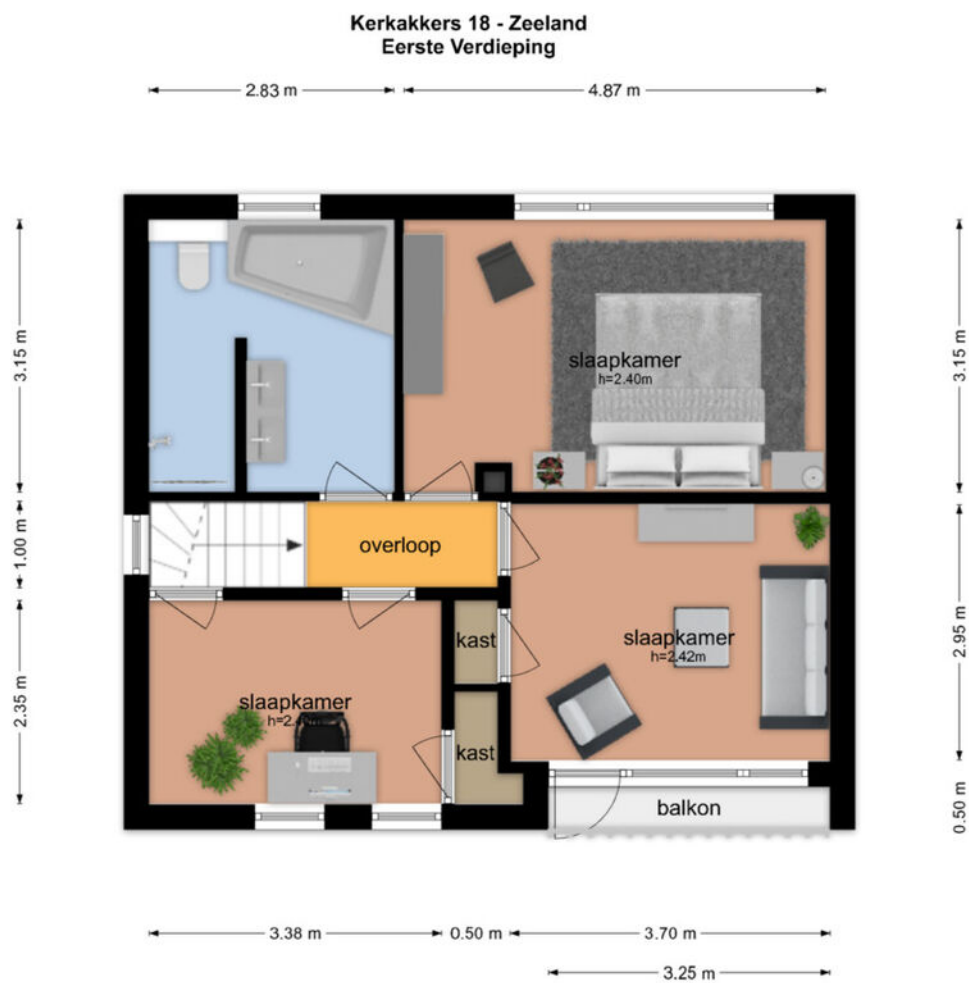 Kerkakkers 18 - Zeeland
Eerste Verdieping
2.83 m
4.87 m
3.15 m
3.15 m
slaapkamer
h=2.40m
1.00 m
overloop
2.95 m
kast
slaapkamer
h=2.42m
2.35 m
slaapkamer
kast
balkon
0.50 m
3.38 m
0.50 m
3.70 m
3.25 m